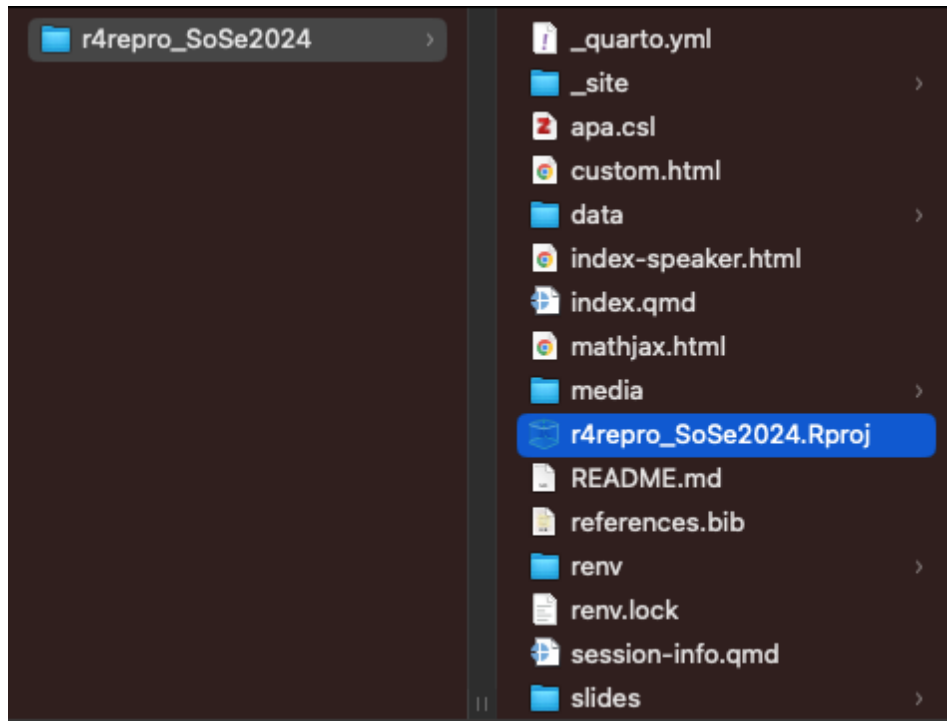 r4repro_SoSe2024
_quarto.yml
_site
apa.csl
custom.html
data
index-speaker.html
index.qmd
mathjax.html
media
r4repro_SoSe2024.Rproj
README.md
references.bib
renv
renv.lock
session-info.qmd
slides